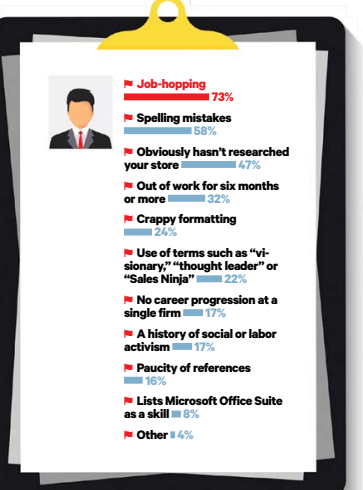 Job-hopping
73%
Spelling mistakes
58%
Obviously hasn't researched
your store 47%
Out of work for six months
or more 32%
Crappy formatting
24%
Use of terms such as “vi-
sionary,” “thought leader” or
“Sales Ninja” 22%
No career progression at a
single firm 17%
A history of social or labor
activism 17%
Paucity of references
16%
Lists Microsoft Office Suite
as a skill 8%
Other 4%